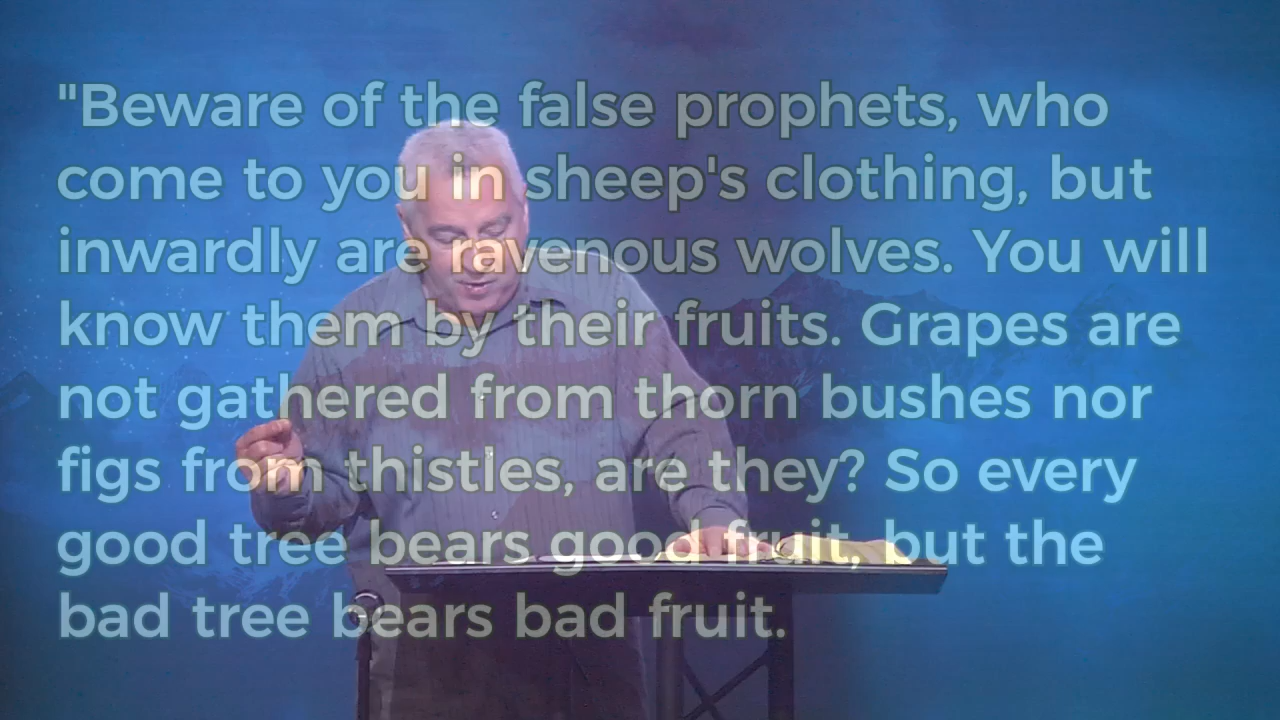 "Beware of the false prophets, who
come to you in sheep's clothing, but
inwardly are ravenous wolves. You will
know them by their fruits. Grapes are
not gathered from thorn bushes nor
figs from thistles, are they? So every
good tree bears good fruit, but the
bad tree bears bad fruit.